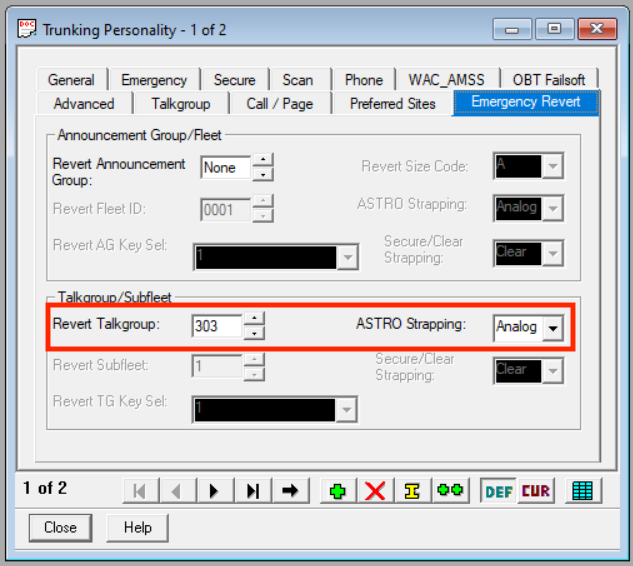 DOC
Trunking Personality - 1 of 2
General Emergency Secure Scan Phone WAC_AMSS OBT Failsoft
Advanced Talkgroup Call / Page Preferred Sites Emergency Revert
Announcement Group/Fleet
Revert Announcement Group: None Revert Size Code: A
Revert Fleet ID: 0001 ASTRO Strapping: Analog
Revert AG Key Sel: 1 Secure/Clear Strapping: Clear
Talkgroup/Subfleet
Revert Talkgroup: 303 ASTRO Strapping: Analog
Revert Subfleet: 1 Secure/Clear Strapping: Clear
Revert TG Key Sel: 1
1 of 2 DEF CUR
Close Help